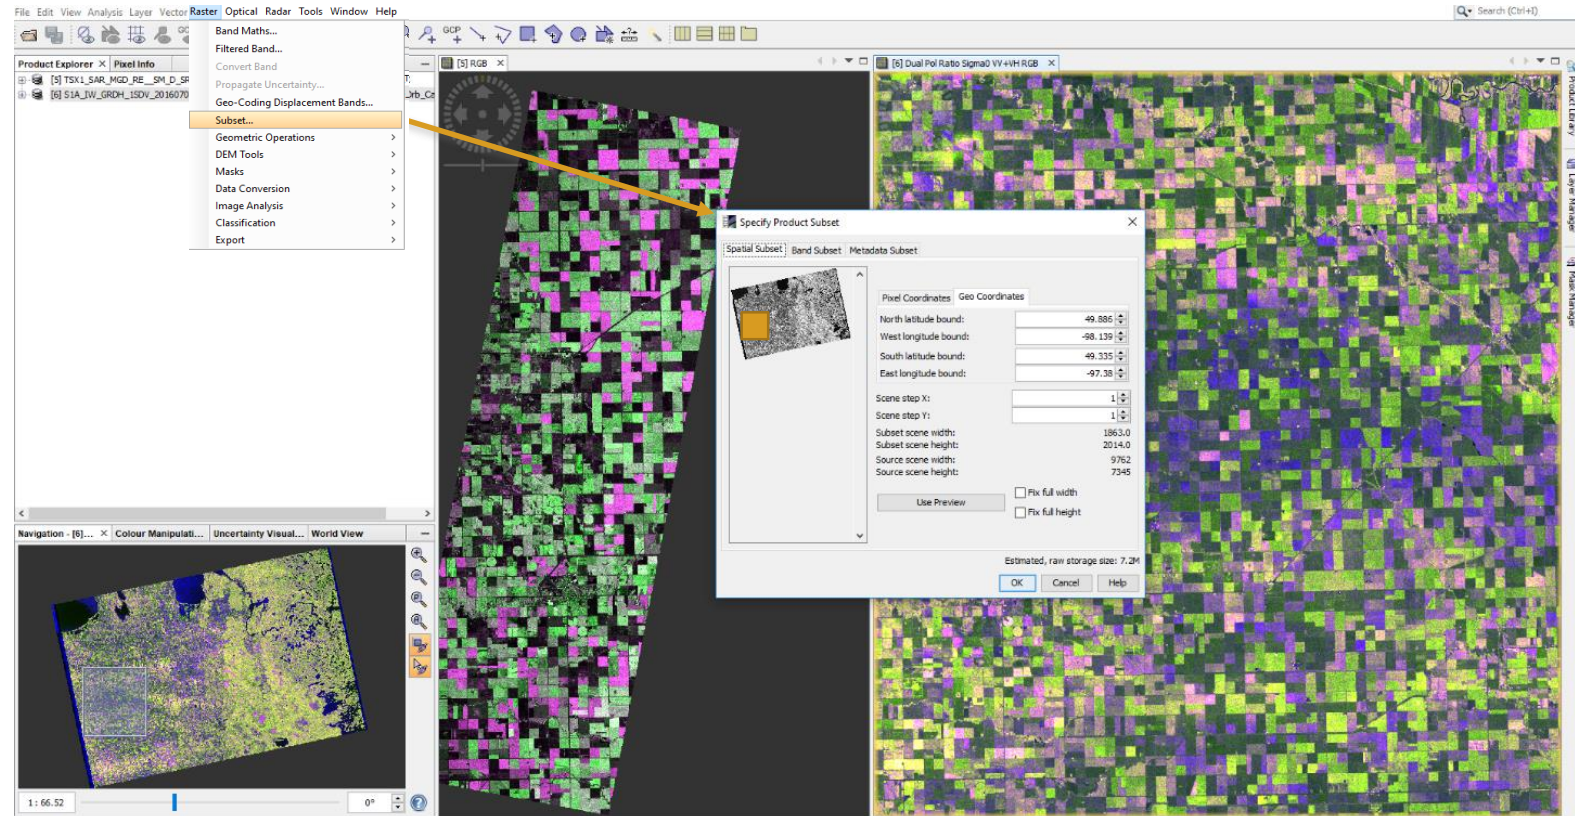 File Edit View Analysis Layer Vector Raster Optical Radar Tools Window Help
Search (Ctrl+I)
Band Maths...
Filtered Band...
Convert Band
Propagate Uncertainty...
Geo-Coding Displacement Bands...
Subset...
Geometric Operations
DEM Tools
Masks
Data Conversion
Image Analysis
Classification
Export
GCP
Product Explorer Pixel Info
[5] TSX1_SAR_MGD_RE__SM_D_SR
[6] S1A_IW_GRDH_1SDV_2016070
[5] RGB
[6] Dual Pol Ratio Sigma0 VV+VH RGB
Product Library
Layer Manager
Mask Manager
Specify Product Subset
Spatial Subset Band Subset Metadata Subset
Pixel Coordinates Geo Coordinates
North latitude bound: 49.886
West longitude bound: -98.139
South latitude bound: 49.335
East longitude bound: -97.38
Scene step X: 1
Scene step Y: 1
Subset scene width: 1863.0
Subset scene height: 2014.0
Source scene width: 9762
Source scene height: 7345
Use Preview
Fix full width
Fix full height
Estimated, raw storage size: 7.2M
OK Cancel Help
Navigation - [6]... Colour Manipulati... Uncertainty Visual... World View
1 : 66.52
0°